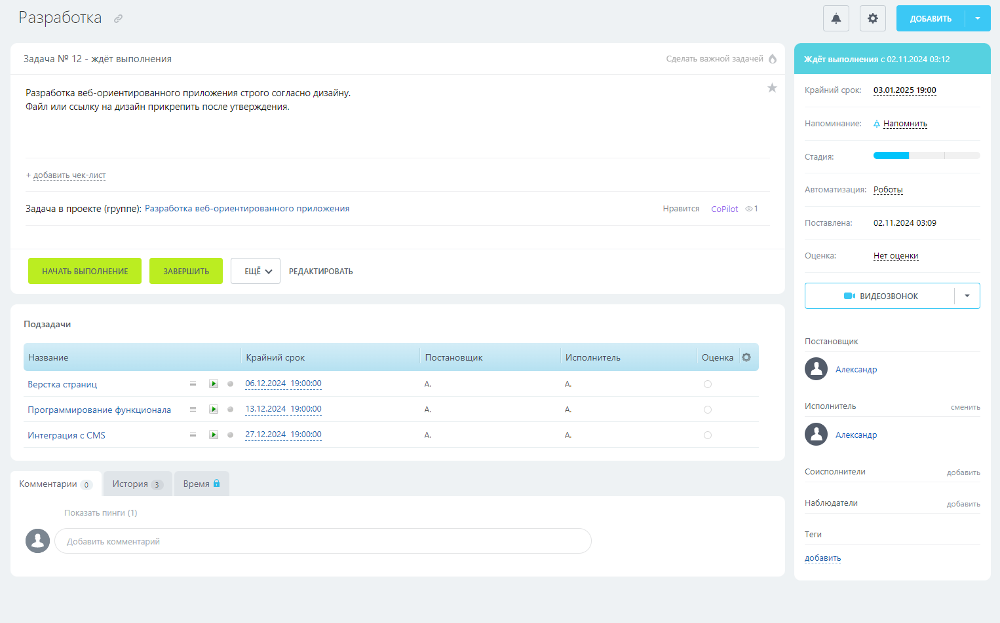 Разработка
ДОБАВИТЬ
Задача № 12 - ждёт выполнения
Сделать важной задачей
Разработка веб-ориентированного приложения строго согласно дизайну.
Файл или ссылку на дизайн прикрепить после утверждения.
+ добавить чек-лист
Задача в проекте (группе): Разработка веб-ориентированного приложения
Нравится CoPilot 1
НАЧАТЬ ВЫПОЛНЕНИЕ ЗАВЕРШИТЬ ЕЩЁ РЕДАКТИРОВАТЬ
Подзадачи
Название Крайний срок Постановщик Исполнитель Оценка
Верстка страниц 06.12.2024 19:00:00 А. А.
Программирование функционала 13.12.2024 19:00:00 А. А.
Интеграция с CMS 27.12.2024 19:00:00 А. А.
Комментарии 0 История 3 Время
Показать пинги (1)
Добавить комментарий
Ждёт выполнения с 02.11.2024 03:12
Крайний срок: 03.01.2025 19:00
Напоминание: Напомнить
Стадия:
Автоматизация: Роботы
Поставлена: 02.11.2024 03:09
Оценка: Нет оценки
ВИДЕОЗВОНОК
Постановщик
Александр
Исполнитель сменить
Александр
Соисполнители добавить
Наблюдатели добавить
Теги
добавить